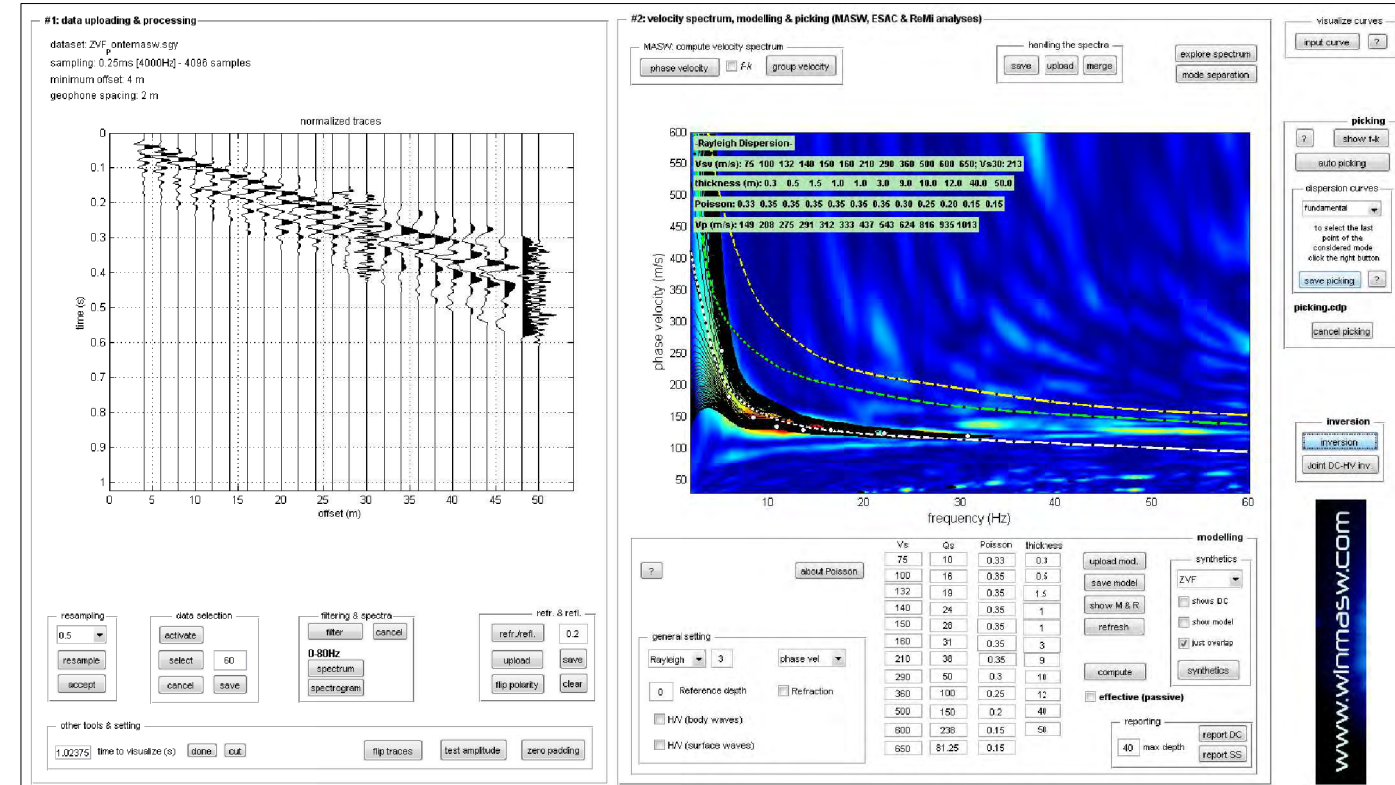 #1: data uploading & processing
dataset: ZVF_pontemasw.sgy
sampling: 0.25ms [4000Hz] - 4096 samples
minimum offset: 4 m
geophone spacing: 2 m
normalized traces
0
0.1
0.2
0.3
0.4
0.5
0.6
0.7
0.8
0.9
1
time (s)
0 5 10 15 20 25 30 35 40 45 50
offset (m)
resampling
0.5
resample
accept
data selection
activate
select 60
cancel save
filtering & spectra
filter cancel
0-80Hz
spectrum
spectrogram
refr. & refl.
refr./refl. 0.2
upload save
flip polarity clear
other tools & setting
1.02375 time to visualize (s) done cut flip traces test amplitude zero padding
#2: velocity spectrum, modelling & picking (MASW, ESAC & ReMi analyses)
MASW: compute velocity spectrum
phase velocity f-k group velocity
handling the spectra
save upload merge
explore spectrum
mode separation
-Rayleigh Dispersion-
Vsv (m/s): 75 100 132 140 150 160 210 290 360 500 600 650; Vs30: 213
thickness (m): 0.3 0.5 1.5 1.0 1.0 3.0 9.0 10.0 12.0 40.0 50.0
Poisson: 0.33 0.35 0.35 0.35 0.35 0.35 0.35 0.30 0.25 0.20 0.15 0.15
Vp (m/s): 149 208 275 291 312 333 437 543 624 816 935 1013
600
550
500
450
400
350
300
250
200
150
100
50
phase velocity (m/s)
10 20 30 40 50 60
frequency (Hz)
?
about Poisson
general setting
Rayleigh 3 phase vel
0 Reference depth Refraction
H/V (body waves)
H/V (surface waves)
Vs Qs Poisson thickness
75 10 0.33 0.3
100 16 0.35 0.5
132 19 0.35 1.5
140 24 0.35 1
150 28 0.35 1
160 31 0.35 3
210 38 0.35 9
290 50 0.3 10
360 100 0.25 12
500 150 0.2 40
600 238 0.15 50
650 81.25 0.15
modelling
upload mod.
save model
show M & R
refresh
compute
synthetics
ZVF
shous DC
show model
just overlap
synthetics
effective (passive)
reporting
40 max depth
report DC
report SS
visualize curves
input curve ?
picking
? show f-k
auto picking
dispersion curves
fundamental
to select the last
point of the
considered mode
click the right button
save picking ?
picking.cdp
cancel picking
inversion
inversion
Joint DC-HV inv.
www.winmasw.com